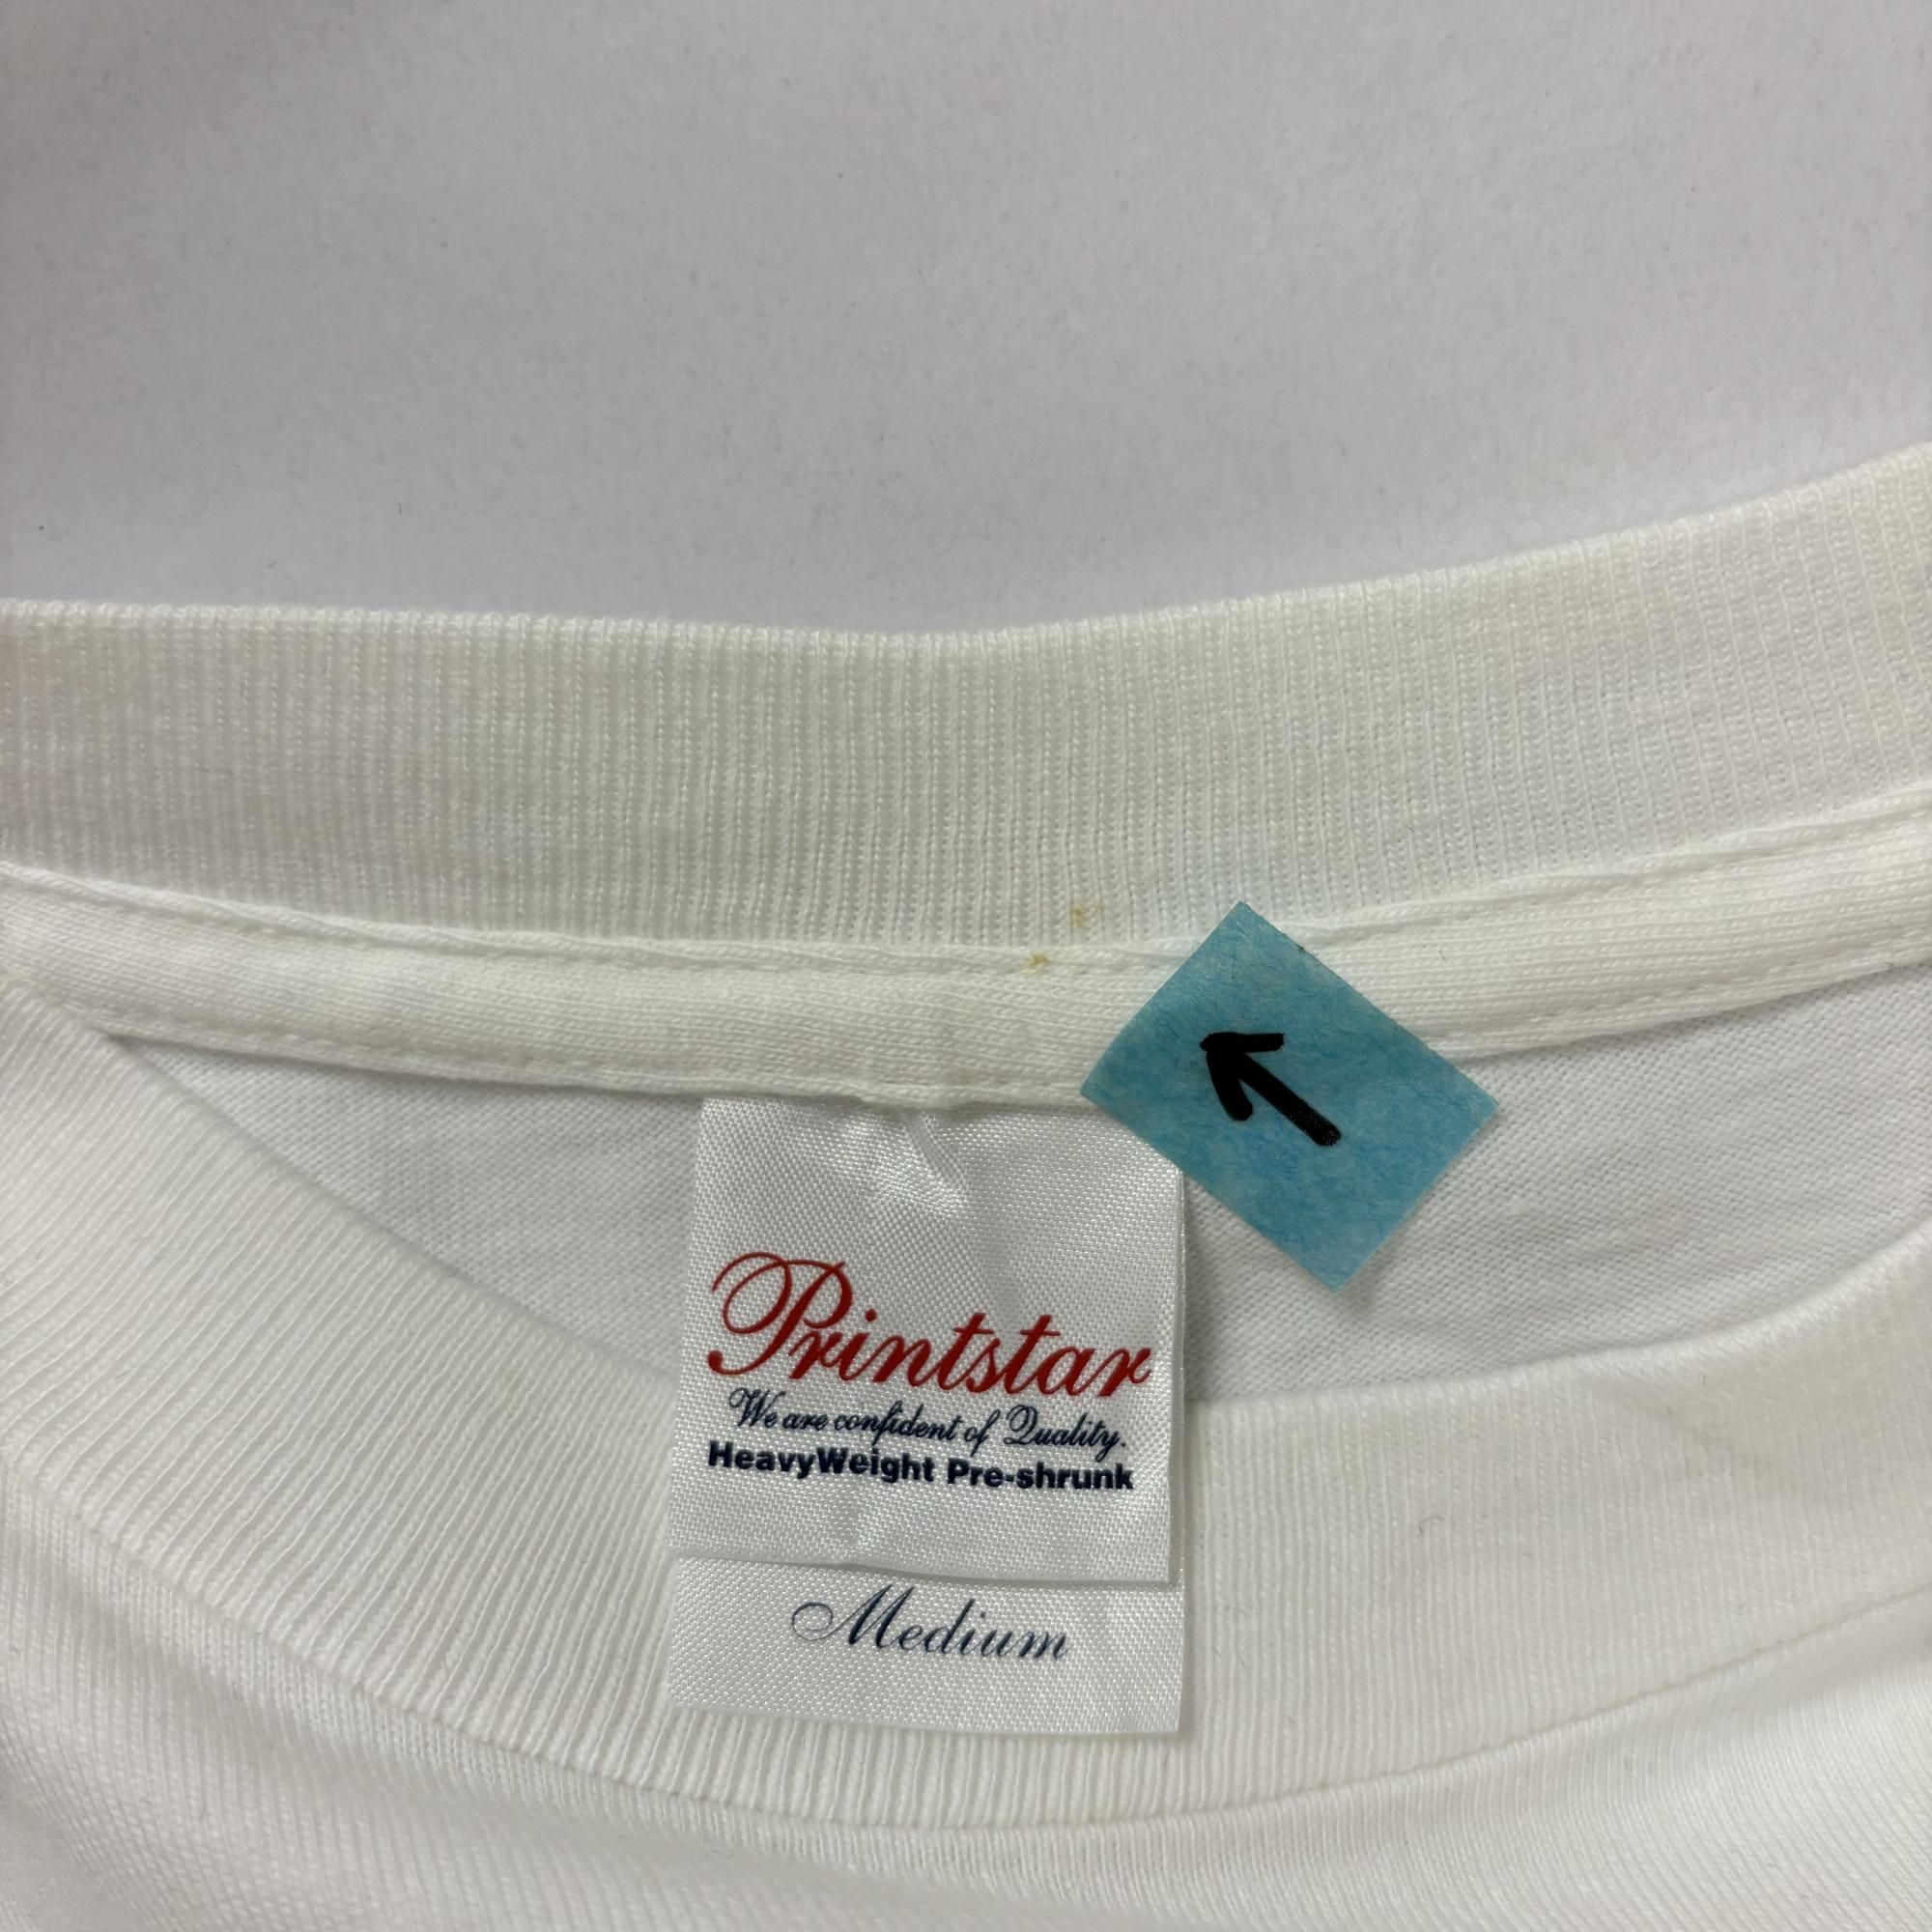 Printstar
We are confident of Quality.
HeavyWeight Pre-shrunk
Medium